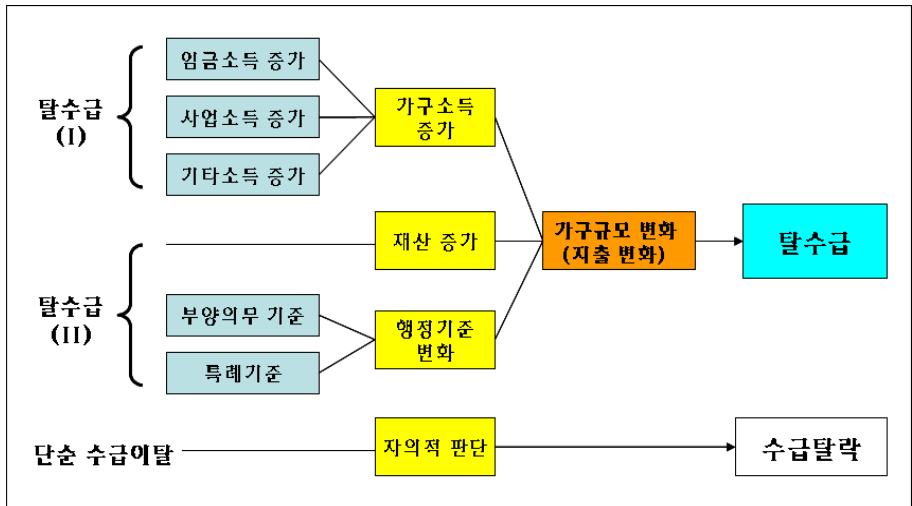 탈수급
(I)
임금소득 증가
사업소득 증가
기타소득 증가
가구소득
증가
탈수급
(II)
재산 증가
부양의무 기준
특례기준
행정기준
변화
가구규모 변화
(지출 변화)
탈수급
단순 수급이탈
자의적 판단
수급탈락